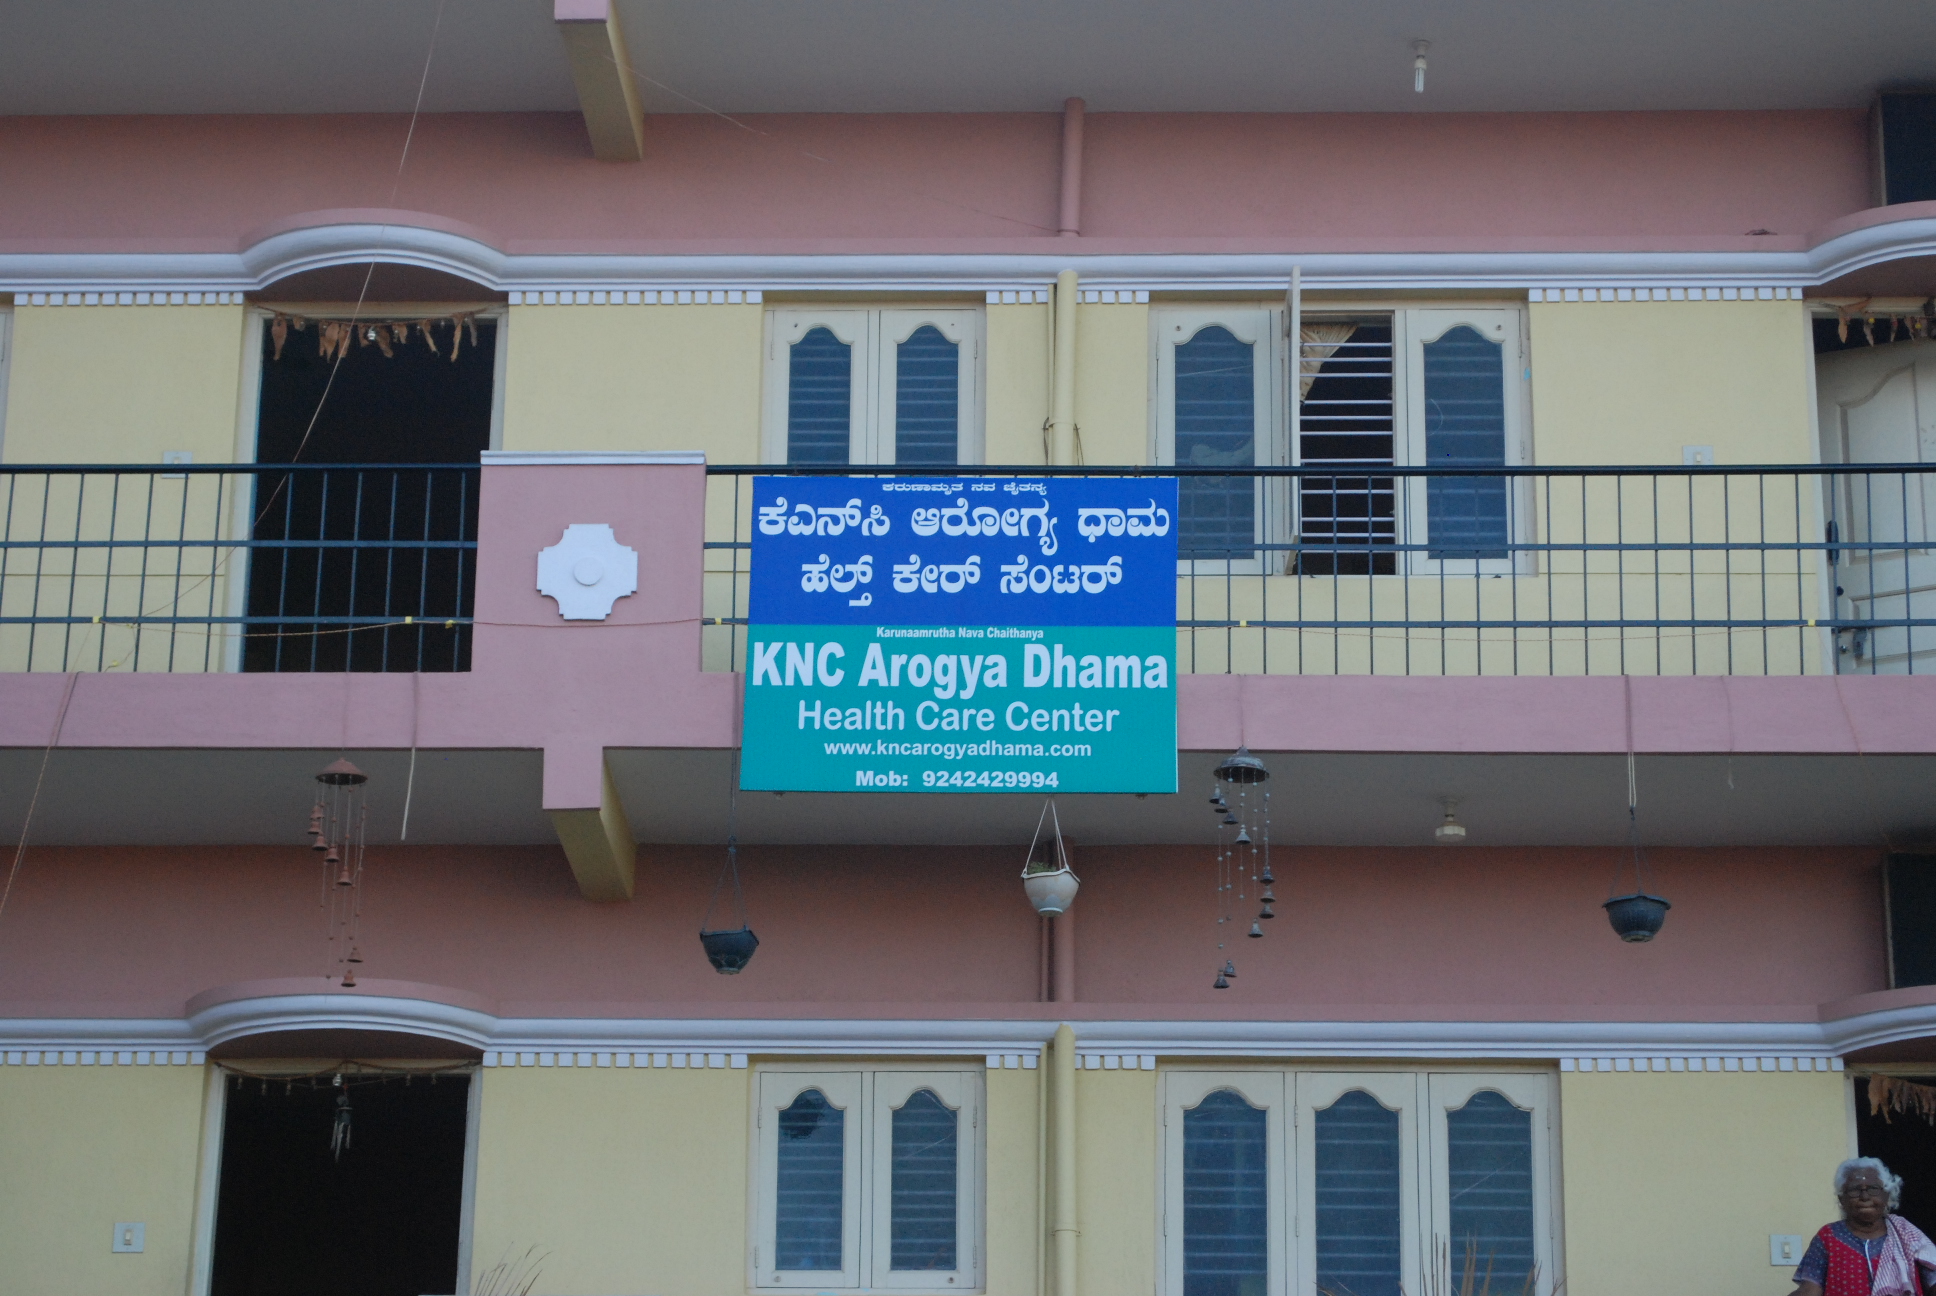 ಕರುಣಾಮೃತ ನವ ಚೈತನ್ಯ
ಕೆಎನ್‌ಸಿ ಆರೋಗ್ಯ ಧಾಮ
ಹೆಲ್ತ್ ಕೇರ್ ಸೆಂಟರ್
Karunaamrutha Nava Chaithanya
KNC Arogya Dhama
Health Care Center
www.kncarogyadhama.com
Mob: 9242429994